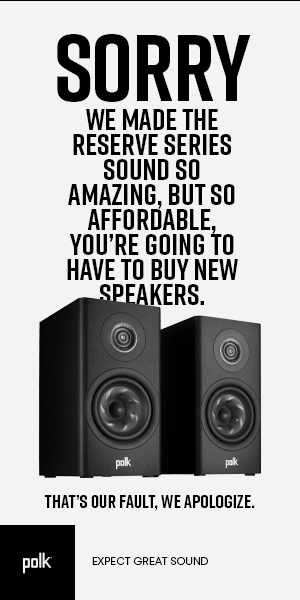 SORRY
WE MADE THE
RESERVE SERIES
SOUND SO
AMAZING, BUT SO
AFFORDABLE,
YOU'RE GOING TO
HAVE TO BUY NEW
SPEAKERS.
polk
polk
THAT'S OUR FAULT, WE APOLOGIZE.
polk
EXPECT GREAT SOUND